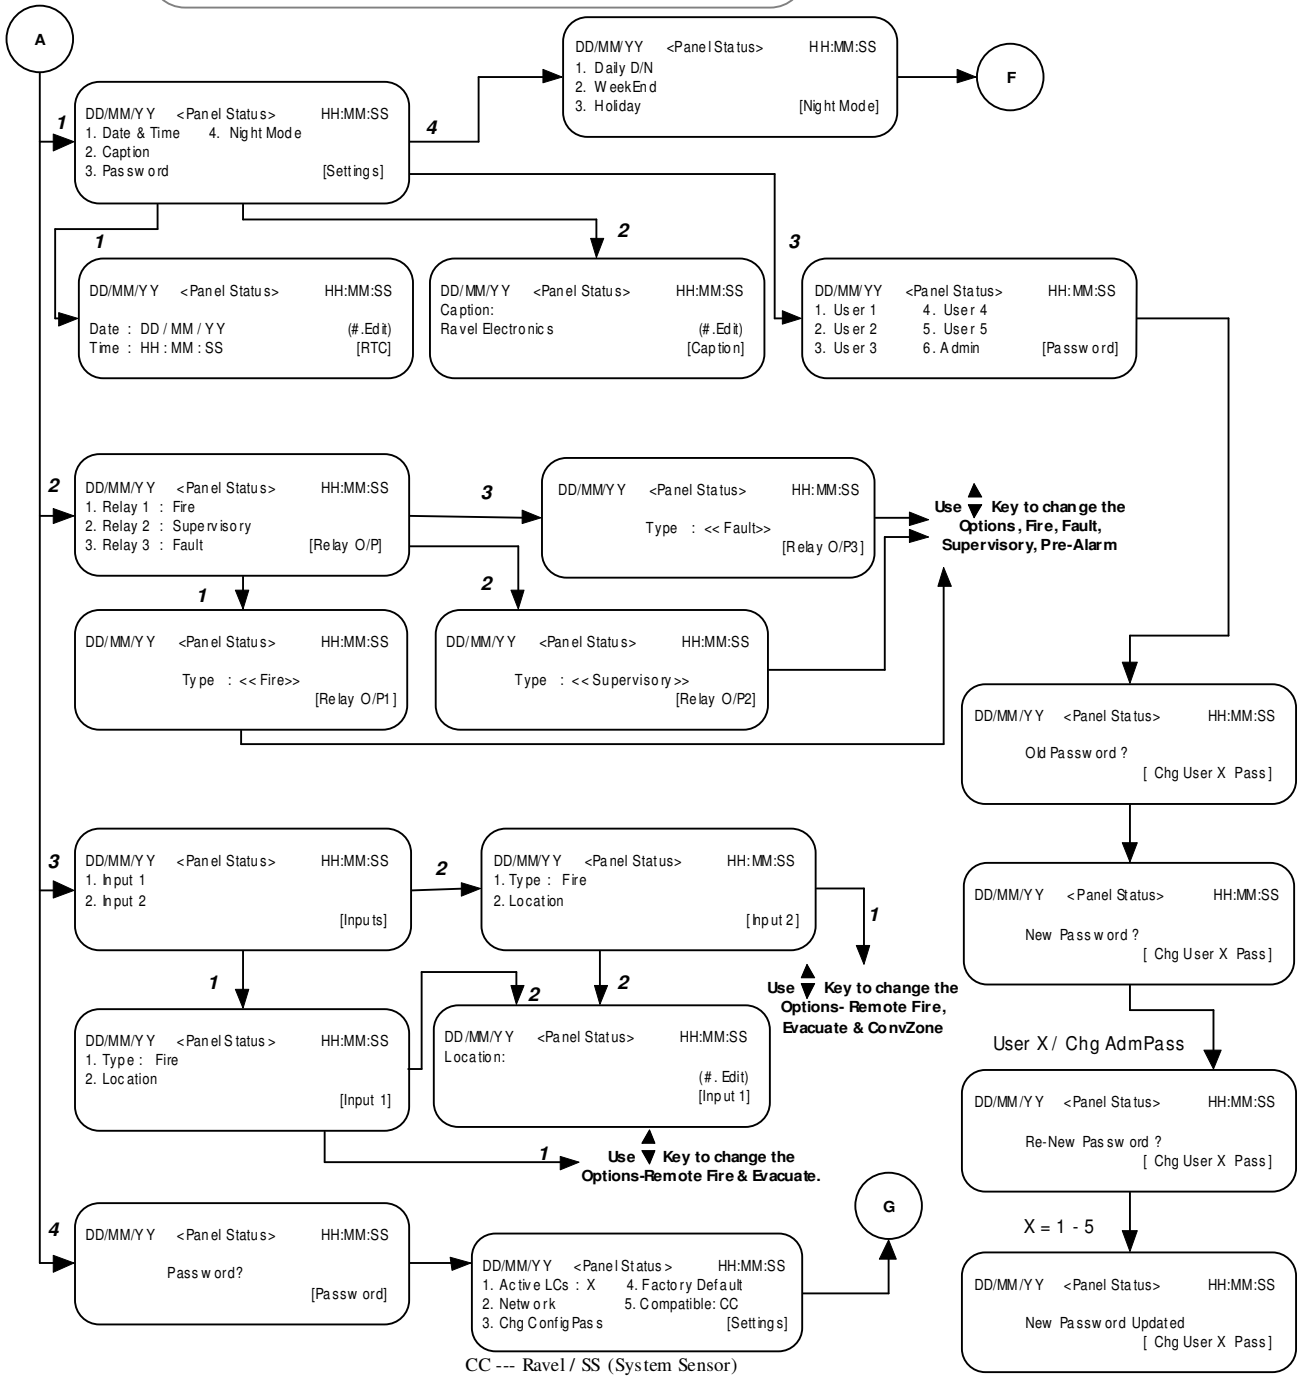 A
DD/MM/YY <Panel Status> HH:MM:SS
1. Daily D/N
2. WeekEnd
3. Holiday [Night Mode]
F
1
DD/MM/YY <Panel Status> HH:MM:SS
1. Date & Time 4. Night Mode
2. Caption
3. Password [Settings]
4
1
2
3
DD/MM/YY <Panel Status> HH:MM:SS
Date : DD / MM / YY (#.Edit)
Time : HH : MM : SS [RTC]
DD/MM/YY <Panel Status> HH:MM:SS
Caption:
Ravel Electronics (#.Edit)
[Caption]
DD/MM/YY <Panel Status> HH:MM:SS
1. User 1 4. User 4
2. User 2 5. User 5
3. User 3 6. Admin [Password]
2
DD/MM/YY <Panel Status> HH:MM:SS
1. Relay 1 : Fire
2. Relay 2 : Supervisory
3. Relay 3 : Fault [Relay O/P]
3
DD/MM/YY <Panel Status> HH:MM:SS
Type : << Fault>>
[Relay O/P3]
Use ▲▼ Key to change the
Options, Fire, Fault,
Supervisory, Pre-Alarm
1
2
DD/MM/YY <Panel Status> HH:MM:SS
Type : << Fire>>
[Relay O/P1]
DD/MM/YY <Panel Status> HH:MM:SS
Type : << Supervisory>>
[Relay O/P2]
DD/MM/YY <Panel Status> HH:MM:SS
Old Password ?
[ Chg User X Pass]
3
DD/MM/YY <Panel Status> HH:MM:SS
1. Input 1
2. Input 2
[Inputs]
2
DD/MM/YY <Panel Status> HH:MM:SS
1. Type : Fire
2. Location
[Input 2]
1
DD/MM/YY <Panel Status> HH:MM:SS
New Password ?
[ Chg User X Pass]
1
2
2
Use ▲▼ Key to change the
Options- Remote Fire,
Evacuate & ConvZone
DD/MM/YY <Panel Status> HH:MM:SS
1. Type : Fire
2. Location
[Input 1]
DD/MM/YY <Panel Status> HH:MM:SS
Location:
(#. Edit)
[Input 1]
User X / Chg AdmPass
DD/MM/YY <Panel Status> HH:MM:SS
Re-New Password ?
[ Chg User X Pass]
1
Use ▲▼ Key to change the
Options-Remote Fire & Evacuate.
4
DD/MM/YY <Panel Status> HH:MM:SS
Password?
[Password]
DD/MM/YY <Panel Status> HH:MM:SS
1. Active LCs : X 4. Factory Default
2. Network 5. Compatible: CC
3. Chg ConfigPass [Settings]
G
X = 1 - 5
DD/MM/YY <Panel Status> HH:MM:SS
New Password Updated
[ Chg User X Pass]
CC --- Ravel / SS (System Sensor)